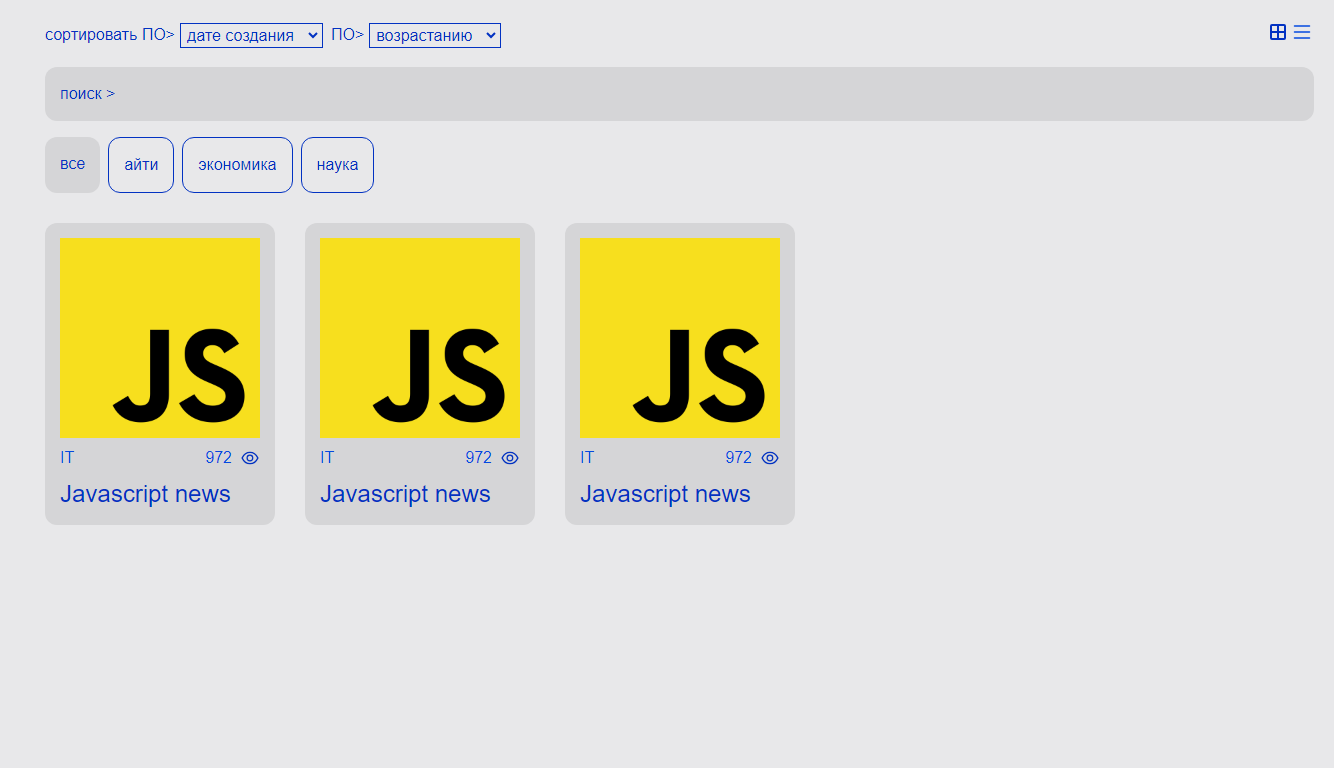 сортировать ПО> дате создания ПО> возрастанию
поиск >
все айти экономика наука
JS JS JS
IT 972 IT 972 IT 972
Javascript news Javascript news Javascript news